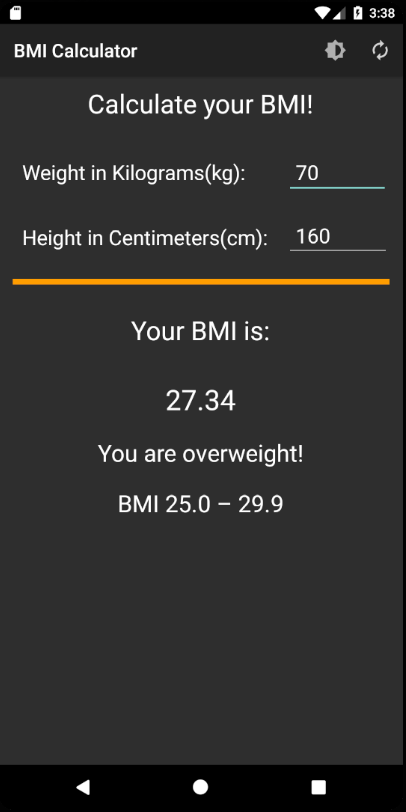 3:38
BMI Calculator
Calculate your BMI!
Weight in Kilograms(kg): 70
Height in Centimeters(cm): 160
Your BMI is:
27.34
You are overweight!
BMI 25.0 – 29.9